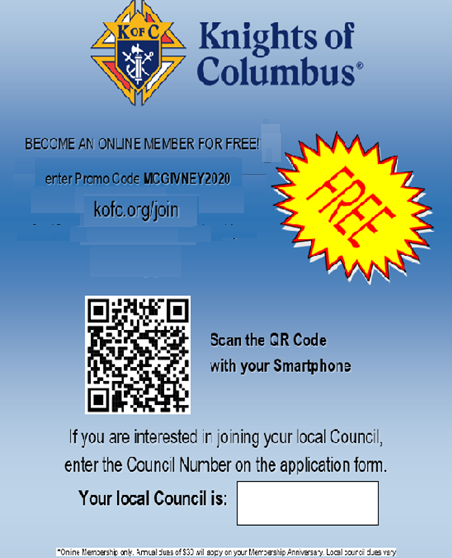 K OF C
Knights of
Columbus®
BECOME AN ONLINE MEMBER FOR FREE!
enter Promo Code MCGIVNEY2020
kofc.org/join
FREE
Scan the QR Code
with your Smartphone
If you are interested in joining your local Council,
enter the Council Number on the application form.
Your local Council is:
*Online Membership only. Annual dues of $30 will apply on your Membership Anniversary. Local council dues vary